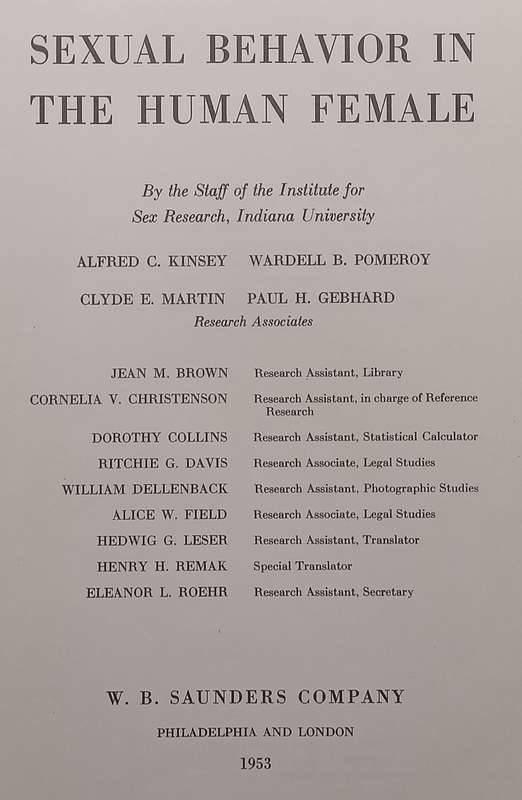 SEXUAL BEHAVIOR IN
THE HUMAN FEMALE
By the Staff of the Institute for
Sex Research, Indiana University
ALFRED C. KINSEY WARDELL B. POMEROY
CLYDE E. MARTIN PAUL H. GEBHARD
Research Associates
JEAN M. BROWN Research Assistant, Library
CORNELIA V. CHRISTENSON Research Assistant, in charge of Reference
Research
DOROTHY COLLINS Research Assistant, Statistical Calculator
RITCHIE G. DAVIS Research Associate, Legal Studies
WILLIAM DELLENBACK Research Assistant, Photographic Studies
ALICE W. FIELD Research Associate, Legal Studies
HEDWIG G. LESER Research Assistant, Translator
HENRY H. REMAK Special Translator
ELEANOR L. ROEHR Research Assistant, Secretary
W. B. SAUNDERS COMPANY
PHILADELPHIA AND LONDON
1953